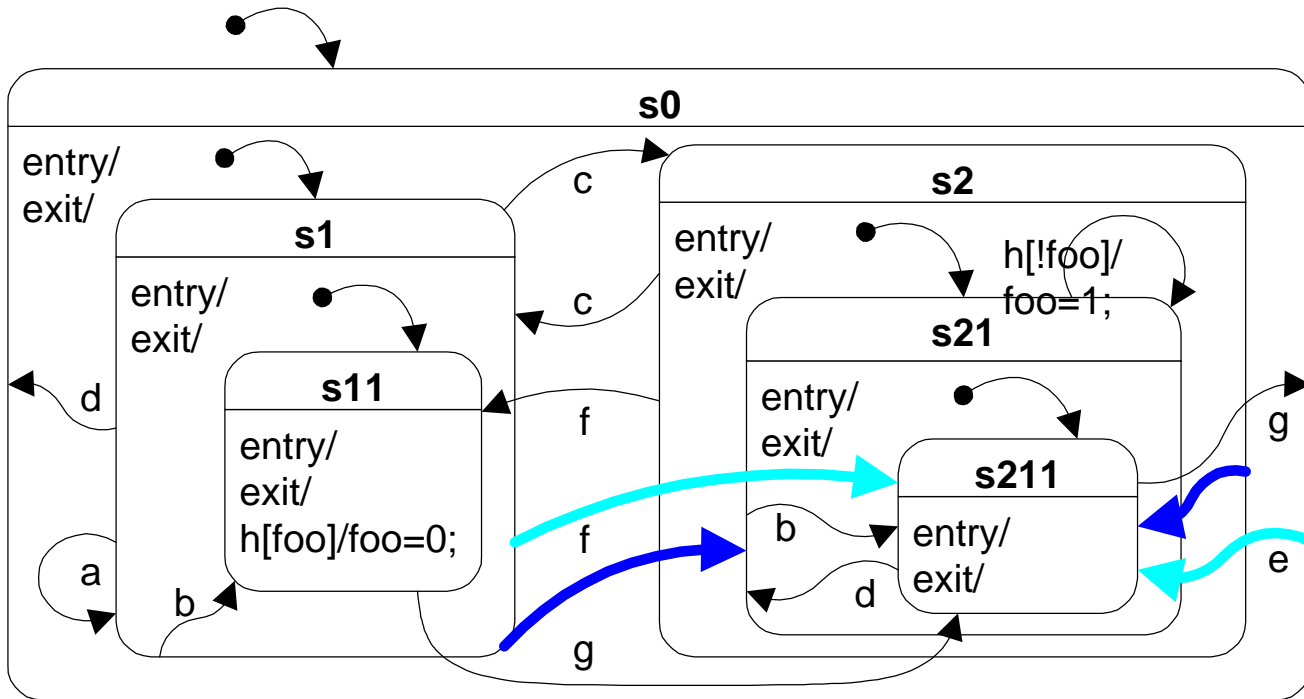 s0
entry/
exit/
c
s2
s1
entry/
exit/
h[!foo]/
foo=1;
entry/
exit/
c
s21
s11
d
entry/
exit/
g
f
entry/
exit/
h[foo]/foo=0;
s211
b
f
entry/
exit/
e
a
d
b
g